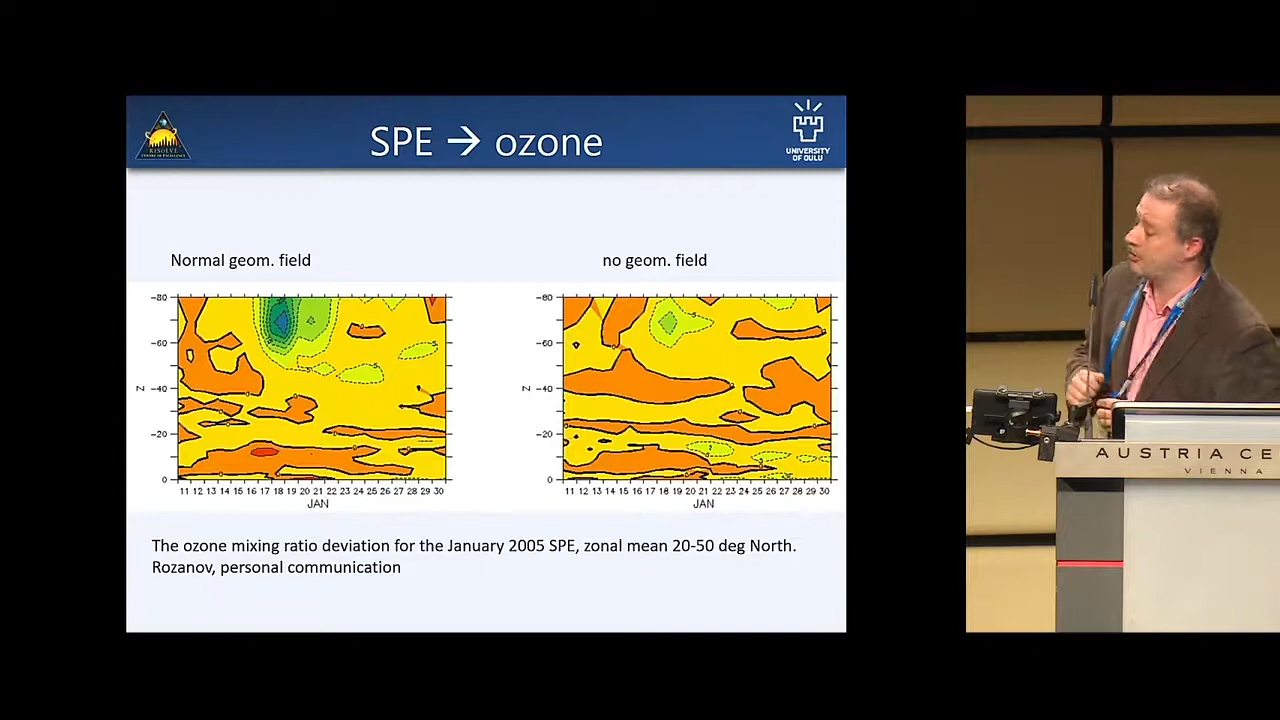 SPE → ozone
RESOLVE
CENTRE OF EXCELLENCE
UNIVERSITY
OF OULU
Normal geom. field
no geom. field
-80
-60
-40
-20
0
Z
11 12 13 14 15 16 17 18 19 20 21 22 23 24 25 26 27 28 29 30
JAN
-80
-60
-40
-20
0
Z
11 12 13 14 15 16 17 18 19 20 21 22 23 24 25 26 27 28 29 30
JAN
The ozone mixing ratio deviation for the January 2005 SPE, zonal mean 20-50 deg North.
Rozanov, personal communication
AUSTRIA CE
VIENNA